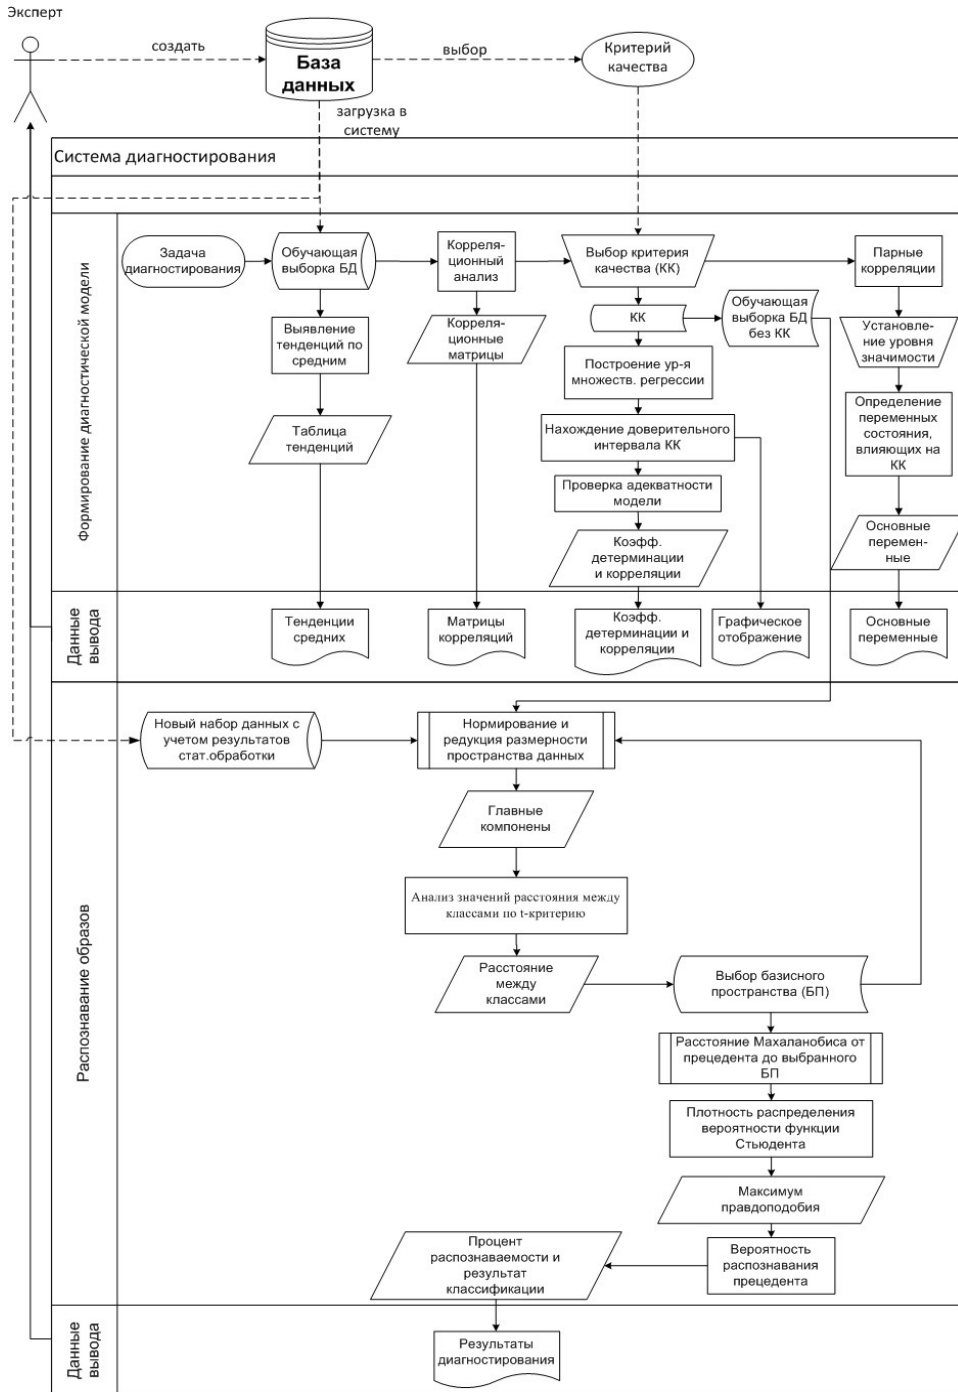 Эксперт
создать
База
данных
выбор
Критерий
качества
загрузка в
систему
Система диагностирования
Формирование диагностической модели
Задача
диагностирования
Обучающая
выборка БД
Корреля-
ционный
анализ
Выбор критерия
качества (КК)
Парные
корреляции
Выявление
тенденций по
средним
Корреля-
ционные
матрицы
КК
Обучающая
выборка БД
без КК
Установле-
ние уровня
значимости
Построение ур-я
множеств. регрессии
Таблица
тенденций
Нахождение доверительного
интервала КК
Определение
переменных
состояния,
влияющих на
КК
Проверка адекватности
модели
Коэфф.
детерминации
и корреляции
Основные
перемен-
ные
Данные
вывода
Тенденции
средних
Матрицы
корреляций
Коэфф.
детерминации и
корреляции
Графическое
отображение
Основные
переменные
Распознавание образов
Новый набор данных с
учетом результатов
стат.обработки
Нормирование и
редукция размерности
пространства данных
Главные
компонены
Анализ значений расстояния между
классами по t-критерию
Расстояние
между
классами
Выбор базисного
пространства (БП)
Расстояние Махаланобиса от
прецедента до выбранного
БП
Плотность распределения
вероятности функции
Стьюдента
Максимум
правдоподобия
Вероятность
распознавания
прецедента
Процент
распознаваемости и
результат
классификации
Данные
вывода
Результаты
диагностирования